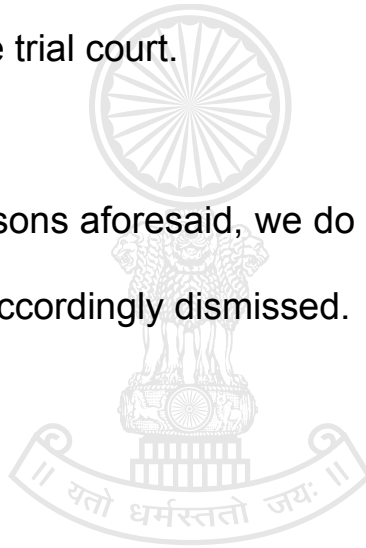 e trial court.
sons aforesaid, we do
ccordingly dismissed.
॥ यतो धर्मस्ततो जयः ॥